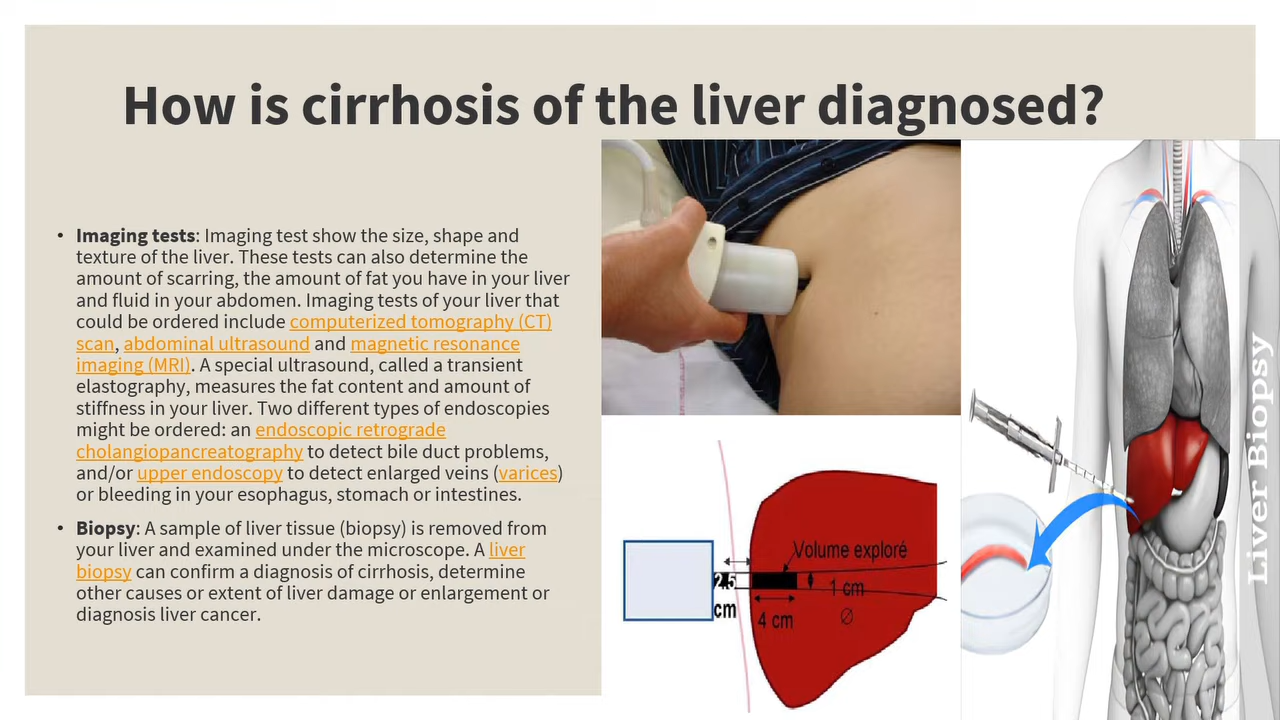 How is cirrhosis of the liver diagnosed?
• Imaging tests: Imaging test show the size, shape and
texture of the liver. These tests can also determine the
amount of scarring, the amount of fat you have in your liver
and fluid in your abdomen. Imaging tests of your liver that
could be ordered include computerized tomography (CT)
scan, abdominal ultrasound and magnetic resonance
imaging (MRI). A special ultrasound, called a transient
elastography, measures the fat content and amount of
stiffness in your liver. Two different types of endoscopies
might be ordered: an endoscopic retrograde
cholangiopancreatography to detect bile duct problems,
and/or upper endoscopy to detect enlarged veins (varices)
or bleeding in your esophagus, stomach or intestines.
• Biopsy: A sample of liver tissue (biopsy) is removed from
your liver and examined under the microscope. A liver
biopsy can confirm a diagnosis of cirrhosis, determine
other causes or extent of liver damage or enlargement or
diagnosis liver cancer.
Volume exploré
2.5
cm
1 cm
4 cm
Ø
Liver Biopsy